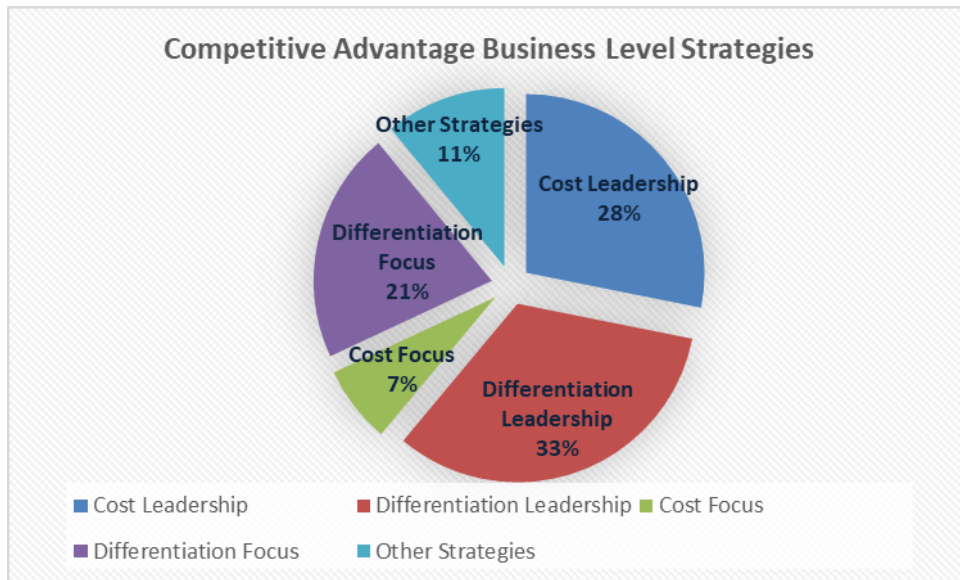 Competitive Advantage Business Level Strategies
Other Strategies
11%
Cost Leadership
28%
Differentiation
Focus
21%
Cost Focus
7%
Differentiation
Leadership
33%
Cost Leadership
Differentiation Leadership
Cost Focus
Differentiation Focus
Other Strategies